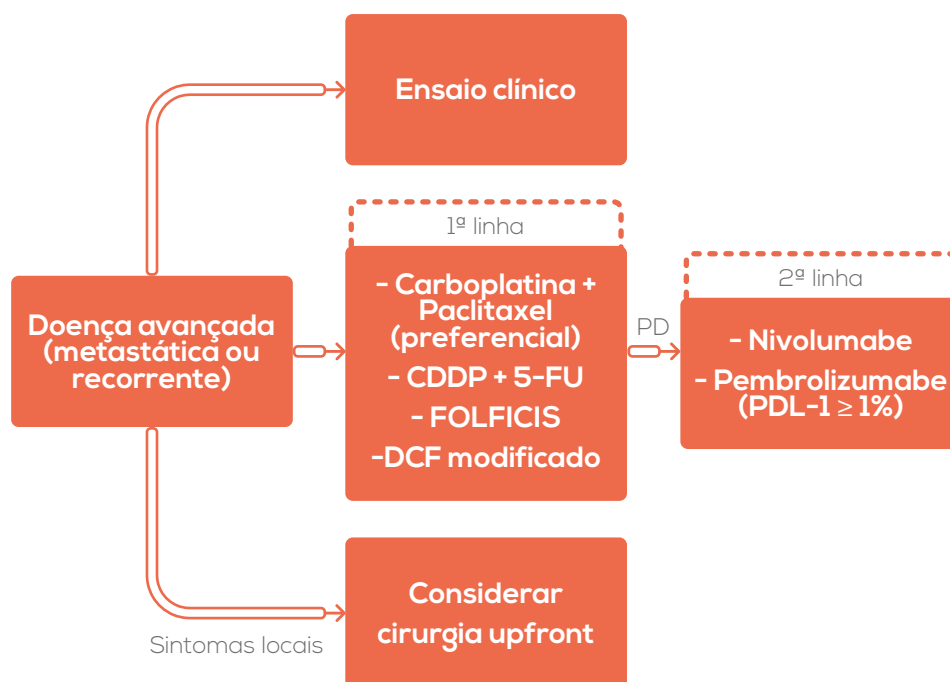 Ensaio clínico
1ª linha
- Carboplatina +
Paclitaxel
(preferencial)
- CDDP + 5-FU
- FOLFICIS
-DCF modificado
Doença avançada
(metastática ou
recorrente)
PD
2ª linha
- Nivolumabe
- Pembrolizumabe
(PDL-1 ≥ 1%)
Sintomas locais
Considerar
cirurgia upfront